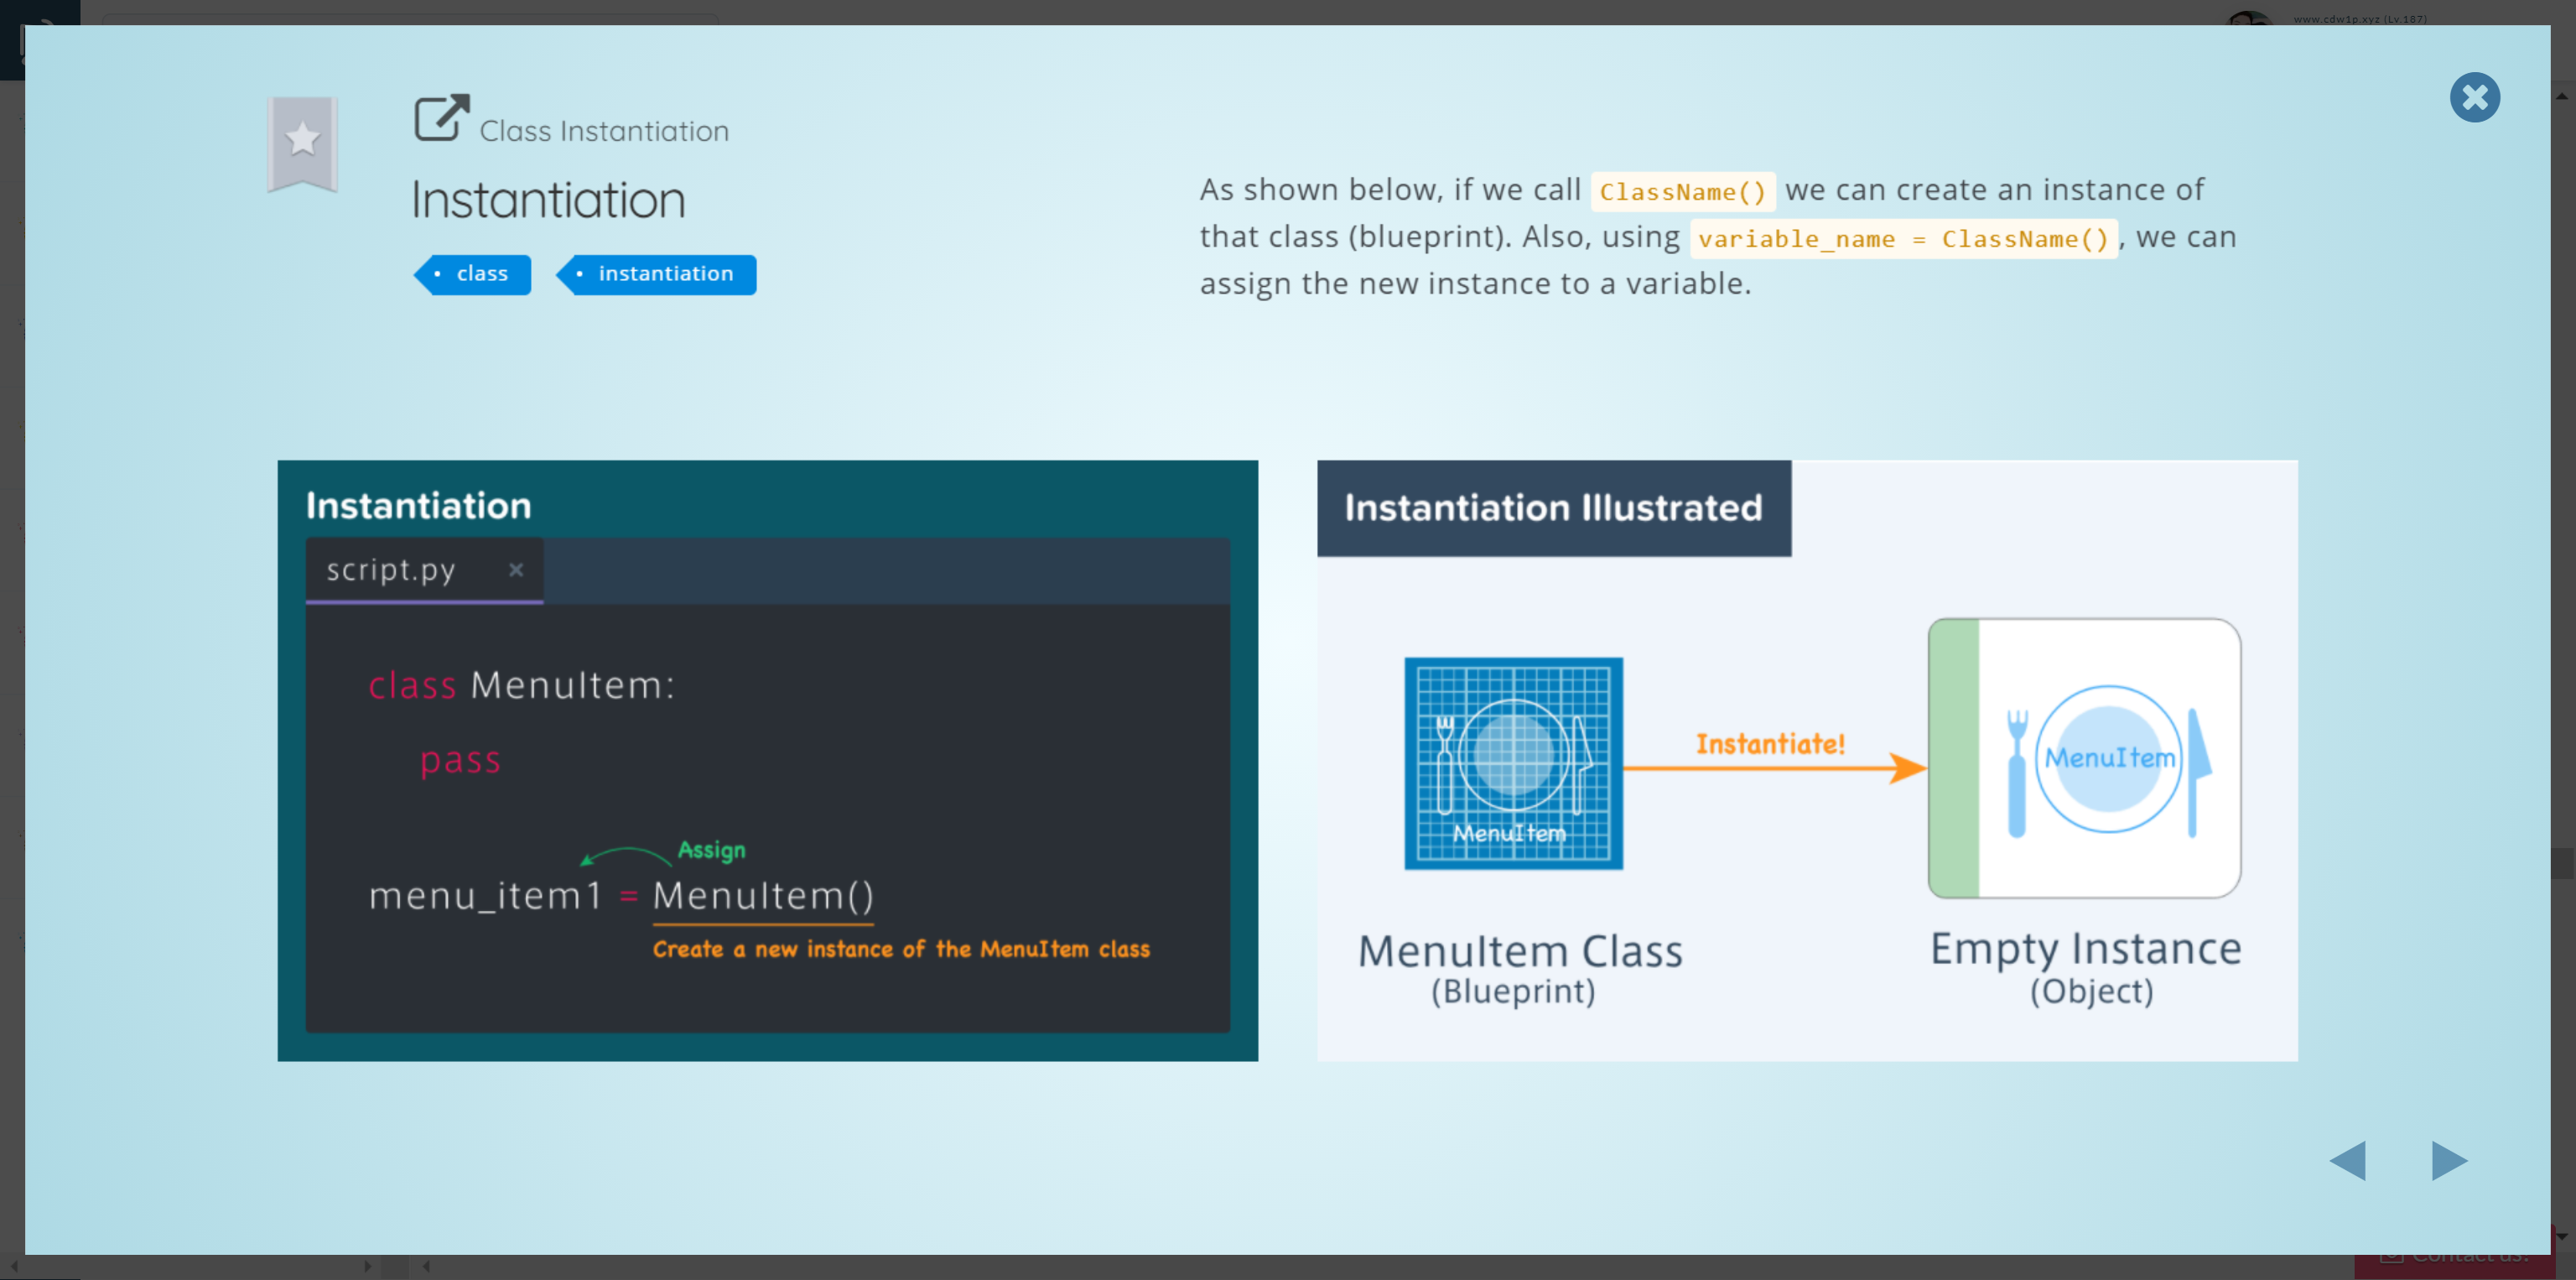 www.cdw1p.xyz (Lv.187)
Class Instantiation
Instantiation
class
instantiation
As shown below, if we call ClassName() we can create an instance of
that class (blueprint). Also, using variable_name = ClassName(), we can
assign the new instance to a variable.
Instantiation
script.py ×
class MenuItem:
pass
Assign
menu_item1 = MenuItem()
Create a new instance of the MenuItem class
Instantiation Illustrated
MenuItem
Instantiate!
MenuItem
MenuItem Class
(Blueprint)
Empty Instance
(Object)
Contact us!